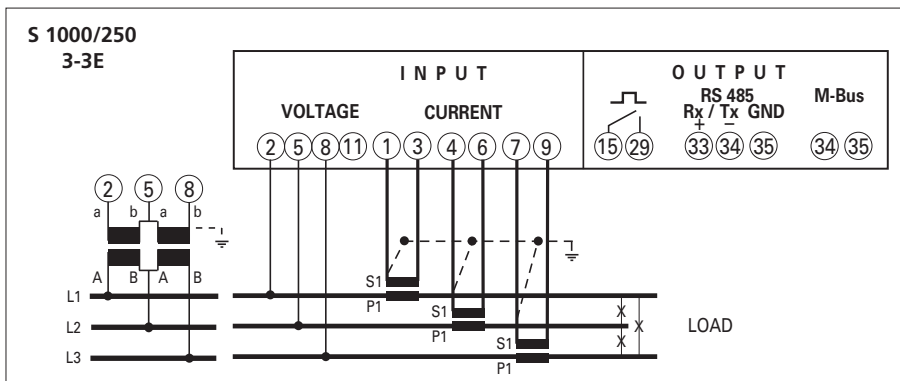 S 1000/250
3-3E
I N P U T
O U T P U T
VOLTAGE
CURRENT
RS 485
Rx / Tx GND
+ −
M-Bus
2 5 8 11 1 3 4 6 7 9 15 29 33 34 35 34 35
2 5 8
a b a b
A B A B
S1
L1
P1
S1
L2
P1
X
X
X
LOAD
S1
L3
P1